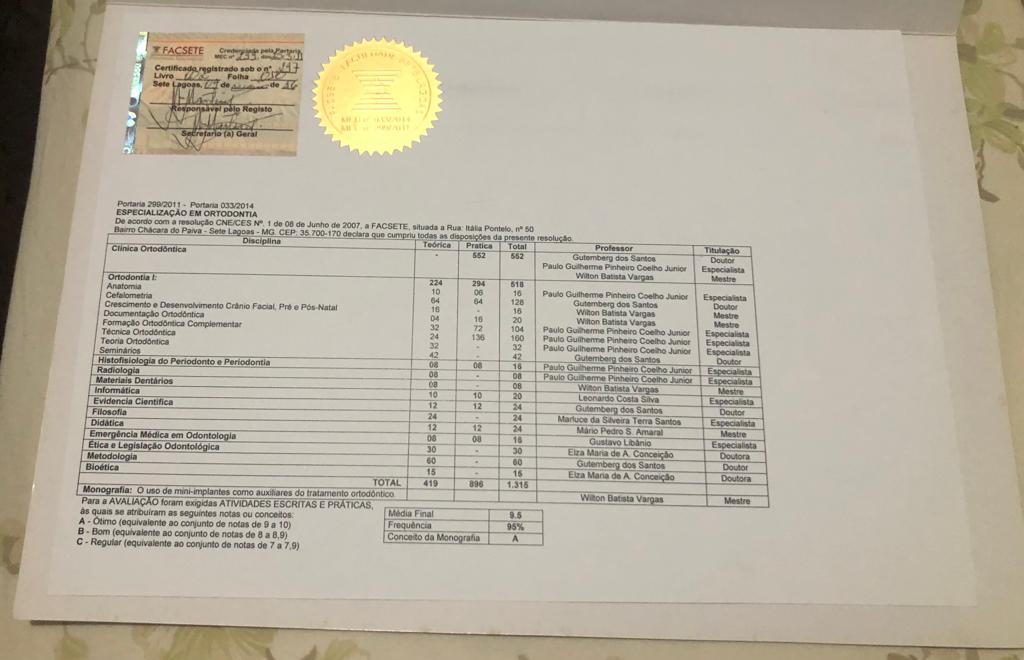 FACSETE
Credenciada pela Portaria
MEC nº
Certificado registrado sob o nº 247
Livro Folha
Sete Lagoas, de de
Responsável pelo Registo
Secretario (a) Geral
Portaria 299/2011 - Portaria 033/2014
ESPECIALIZAÇÃO EM ORTODONTIA
De acordo com a resolução CNE/CES Nº. 1 de 08 de Junho de 2007, a FACSETE, situada a Rua: Itália Pontelo, nº 50
Bairro Chácara do Paiva - Sete Lagoas - MG. CEP: 35.700-170 declara que cumpriu todas as disposições da presente resolução.
Disciplina Teórica Pratica Total Professor Titulação
Clínica Ortodôntica - 552 552 Gutemberg dos Santos Doutor
Paulo Guilherme Pinheiro Coelho Junior Especialista
Wilton Batista Vargas Mestre
Ortodontia I: 224 294 518
Anatomia 10 06 16 Paulo Guilherme Pinheiro Coelho Junior Especialista
Cefalometria 64 64 128 Gutemberg dos Santos Doutor
Crescimento e Desenvolvimento Crânio Facial, Pré e Pós-Natal 16 - 16 Wilton Batista Vargas Mestre
Documentação Ortodôntica 04 16 20 Wilton Batista Vargas Mestre
Formação Ortodôntica Complementar 32 72 104 Paulo Guilherme Pinheiro Coelho Junior Especialista
Técnica Ortodôntica 24 136 160 Paulo Guilherme Pinheiro Coelho Junior Especialista
Teoria Ortodôntica 32 - 32 Paulo Guilherme Pinheiro Coelho Junior Especialista
Seminários 42 - 42 Gutemberg dos Santos Doutor
Histofisiologia do Periodonto e Periodontia 08 08 16 Paulo Guilherme Pinheiro Coelho Junior Especialista
Radiologia 08 - 08 Paulo Guilherme Pinheiro Coelho Junior Especialista
Materiais Dentários 08 - 08 Wilton Batista Vargas Mestre
Informática 10 10 20 Leonardo Costa Silva Especialista
Evidencia Cientifica 12 12 24 Gutemberg dos Santos Doutor
Filosofia 24 - 24 Marluce da Silveira Terra Santos Especialista
Didática 12 12 24 Mário Pedro S. Amaral Mestre
Emergência Médica em Odontologia 08 08 16 Gustavo Libânio Especialista
Ética e Legislação Odontológica 30 - 30 Elza Maria de A. Conceição Doutora
Metodologia 60 - 60 Gutemberg dos Santos Doutor
Bioética 15 - 15 Elza Maria de A. Conceição Doutora
TOTAL 419 896 1.315
Monografia: O uso de mini-implantes como auxiliares do tratamento ortodôntico. Wilton Batista Vargas Mestre
Para a AVALIAÇÃO foram exigidas ATIVIDADES ESCRITAS E PRÁTICAS,
às quais se atribuíram as seguintes notas ou conceitos:
A - Ótimo (equivalente ao conjunto de notas de 9 a 10)
B - Bom (equivalente ao conjunto de notas de 8 a 8,9)
C - Regular (equivalente ao conjunto de notas de 7 a 7,9)
Média Final 9.5
Frequência 95%
Conceito da Monografia A